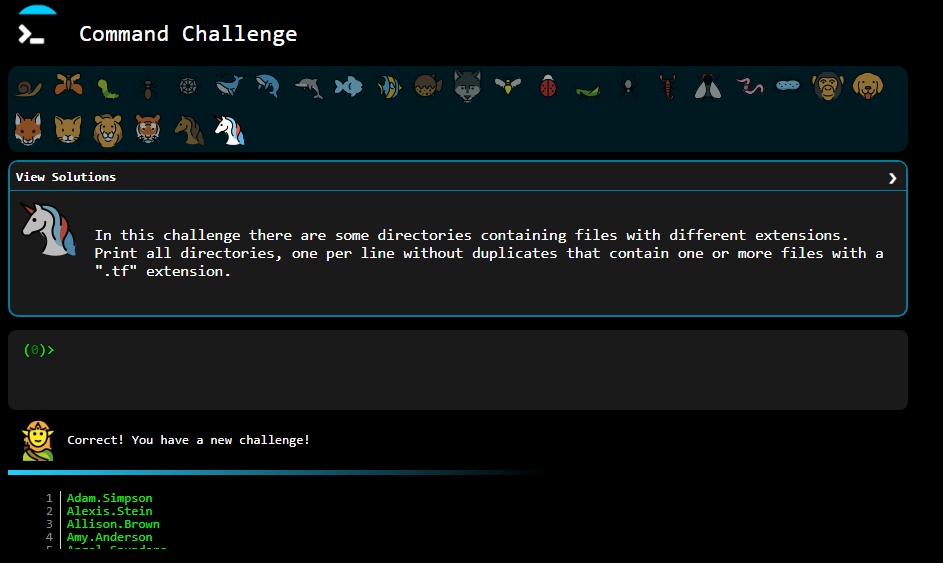 Command Challenge
View Solutions
In this challenge there are some directories containing files with different extensions.
Print all directories, one per line without duplicates that contain one or more files with a
".tf" extension.
(0)>
Correct! You have a new challenge!
1 Adam.Simpson
2 Alexis.Stein
3 Allison.Brown
4 Amy.Anderson